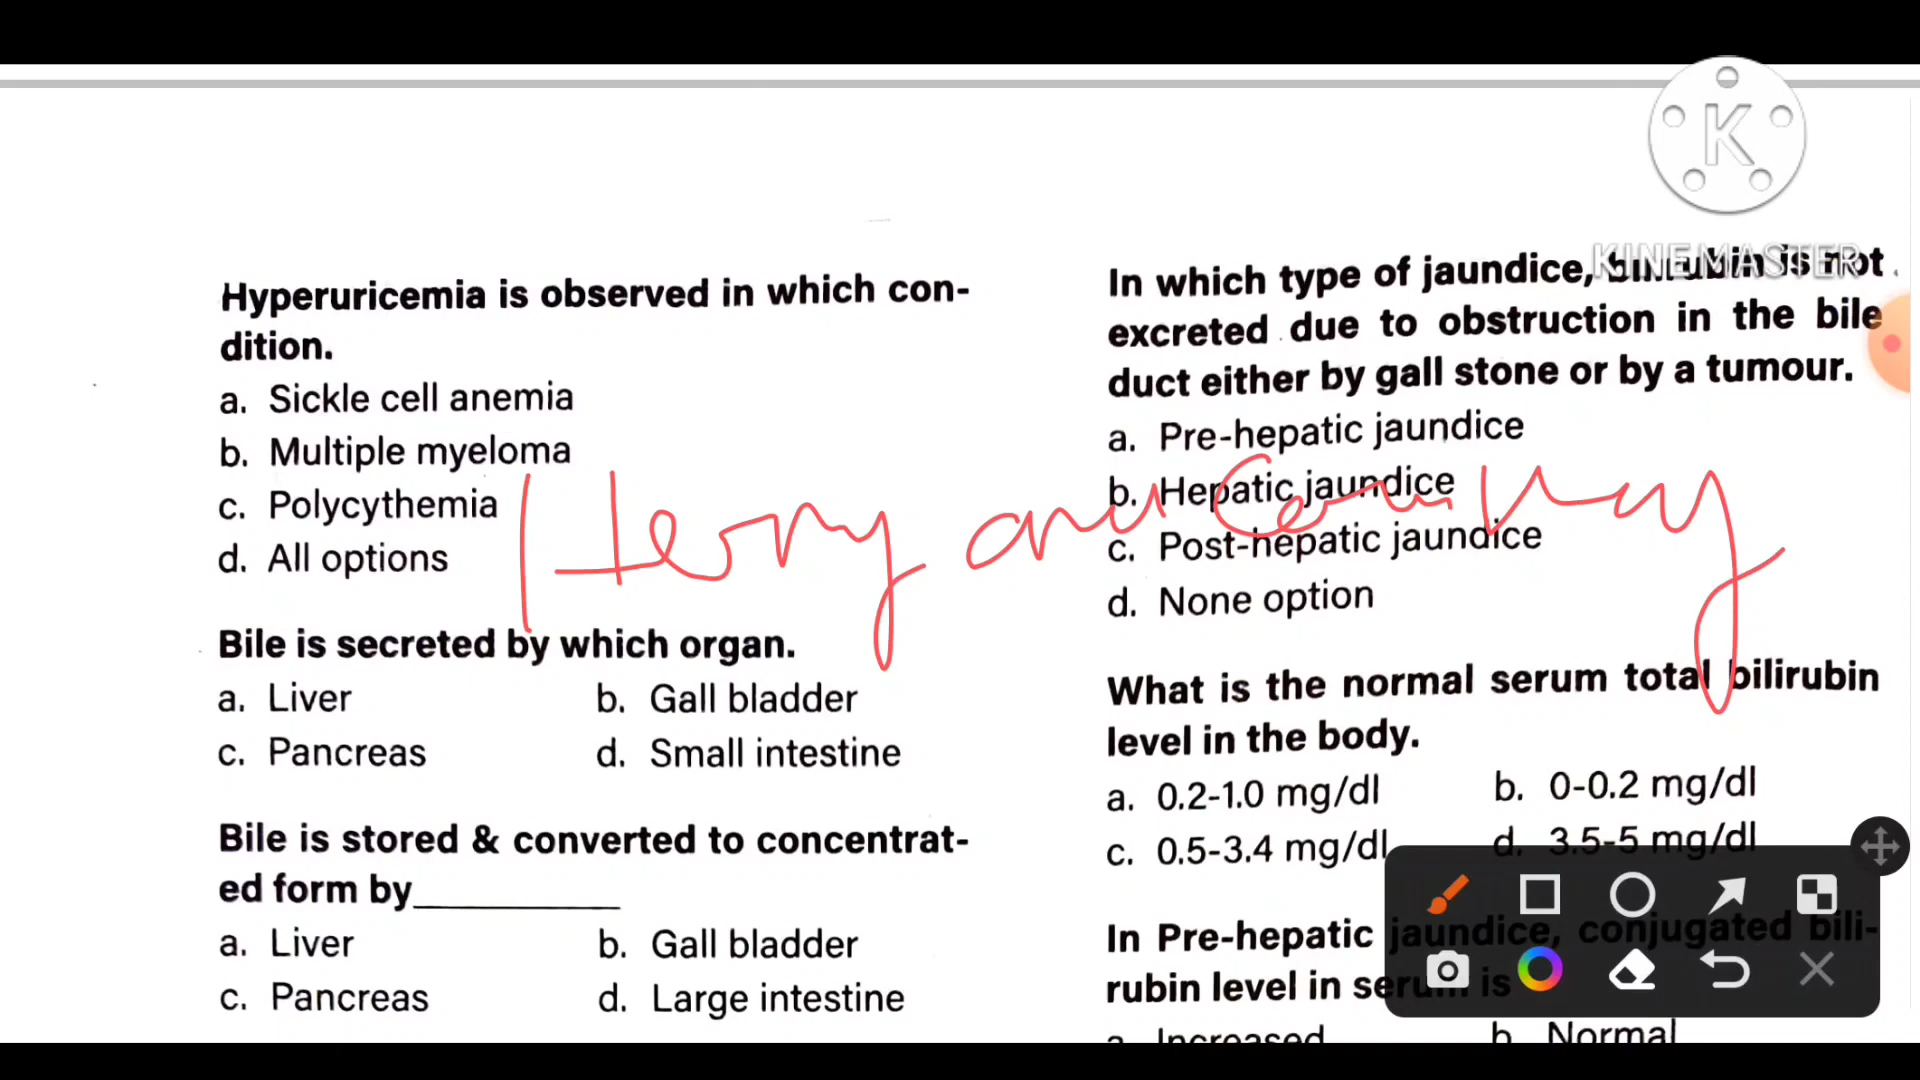 KINEMASTER
Hyperuricemia is observed in which con-
dition.
a. Sickle cell anemia
b. Multiple myeloma
c. Polycythemia
d. All options
Bile is secreted by which organ.
a. Liver b. Gall bladder
c. Pancreas d. Small intestine
Bile is stored & converted to concentrat-
ed form by__________
a. Liver b. Gall bladder
c. Pancreas d. Large intestine
In which type of jaundice, bilirubin is not
excreted due to obstruction in the bile
duct either by gall stone or by a tumour.
a. Pre-hepatic jaundice
b. Hepatic jaundice
c. Post-hepatic jaundice
d. None option
What is the normal serum total bilirubin
level in the body.
a. 0.2-1.0 mg/dl b. 0-0.2 mg/dl
c. 0.5-3.4 mg/dl d. 3.5-5 mg/dl
In Pre-hepatic jaundice, conjugated bili-
rubin level in serum is
a. Increased b. Normal